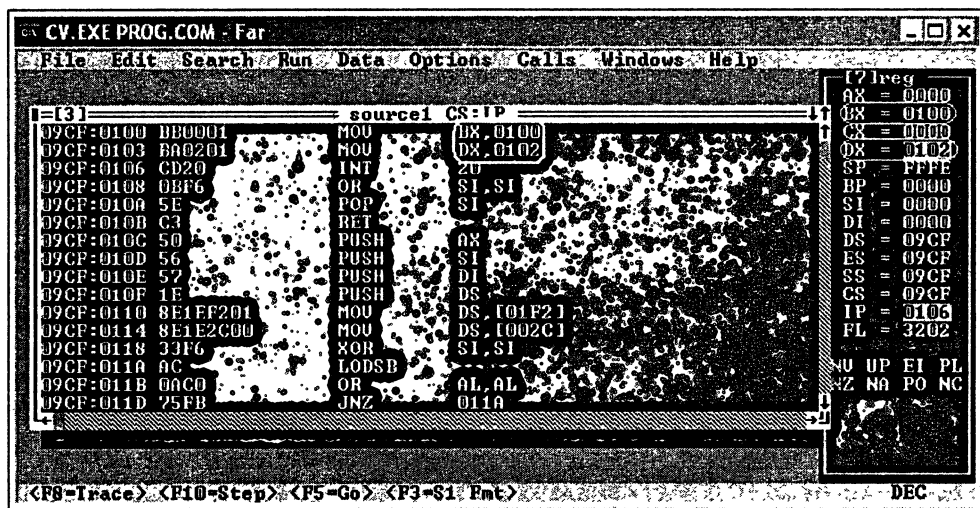 CV.EXE PROG.COM - Far
File Edit Search Run Data Options Calls Windows Help
[3] source1 CS:IP
09CF:0100 BB0001 MOV BX,0100
09CF:0103 BA0201 MOV DX,0102
09CF:0106 CD20 INT 20
09CF:0108 0BF6 OR SI,SI
09CF:010A 5E POP SI
09CF:010B C3 RET
09CF:010C 50 PUSH AX
09CF:010D 56 PUSH SI
09CF:010E 57 PUSH DI
09CF:010F 1E PUSH DS
09CF:0110 8E1EF201 MOV DS,[01F2]
09CF:0114 8E1E2C00 MOV DS,[002C]
09CF:0118 33F6 XOR SI,SI
09CF:011A AC LODSB
09CF:011B 0AC0 OR AL,AL
09CF:011D 75FB JNZ 011A
[7]reg
AX = 0000
BX = 0100
CX = 0000
DX = 0102
SP = FFFE
BP = 0000
SI = 0000
DI = 0000
DS = 09CF
ES = 09CF
SS = 09CF
CS = 09CF
IP = 0106
FL = 3202
NV UP EI PL
NZ NA PO NC
<F8=Trace> <F10=Step> <F5=Go> <F3=S1 Fmt> DEC